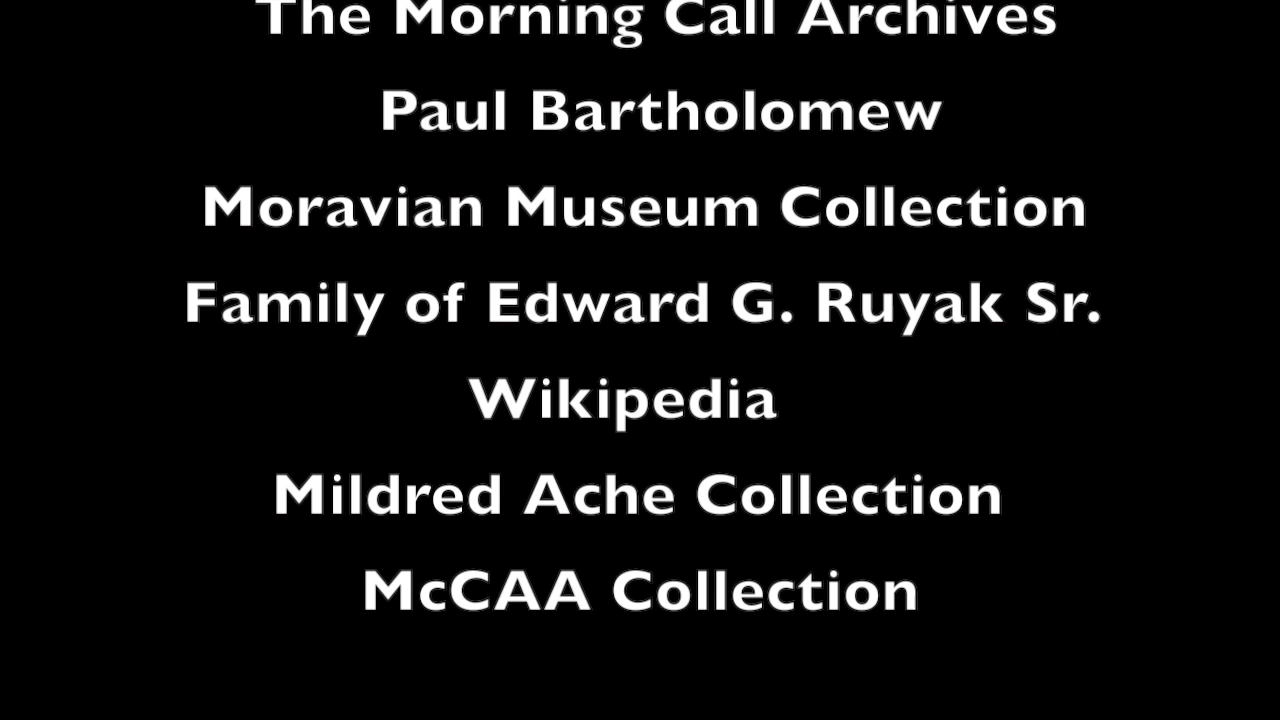 The Morning Call Archives
Paul Bartholomew
Moravian Museum Collection
Family of Edward G. Ruyak Sr.
Wikipedia
Mildred Ache Collection
McCAA Collection